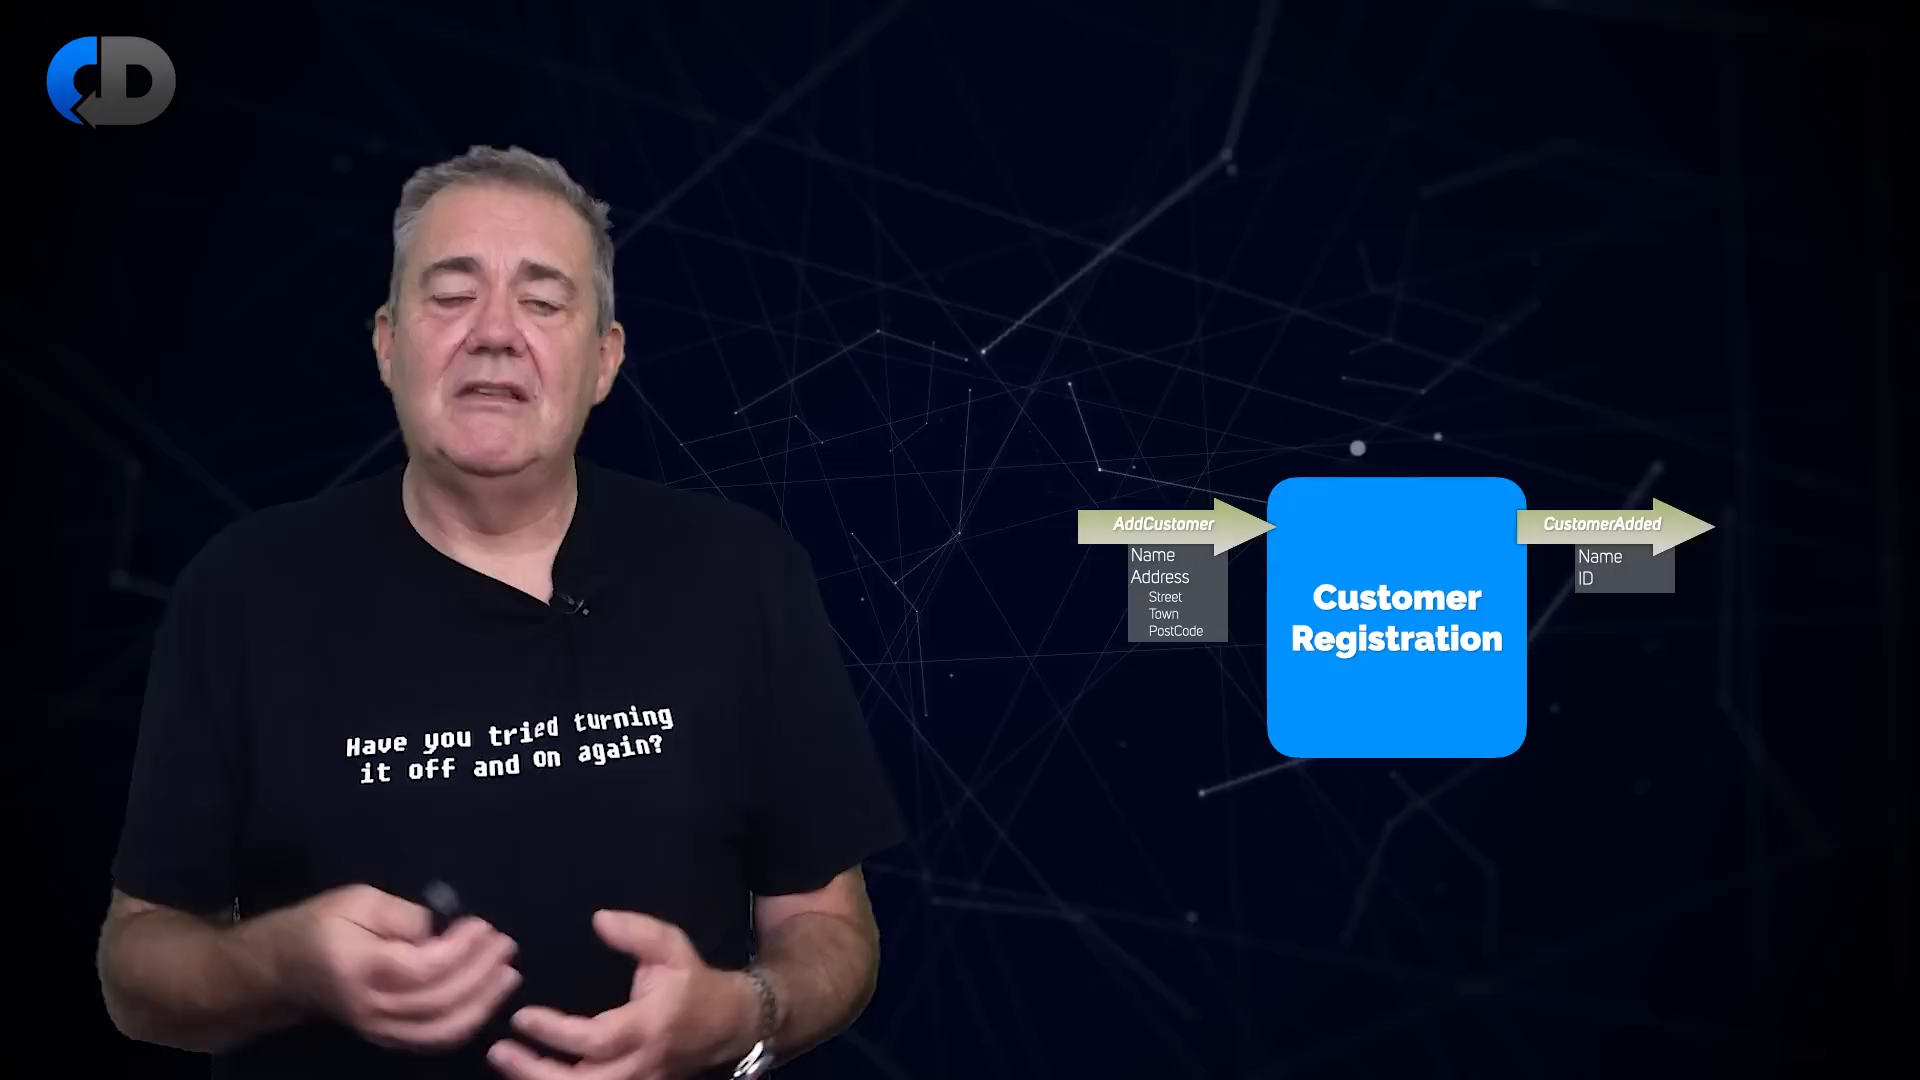 CD
Have you tried turning
it off and on again?
AddCustomer
Name
Address
Street
Town
PostCode
Customer
Registration
CustomerAdded
Name
ID